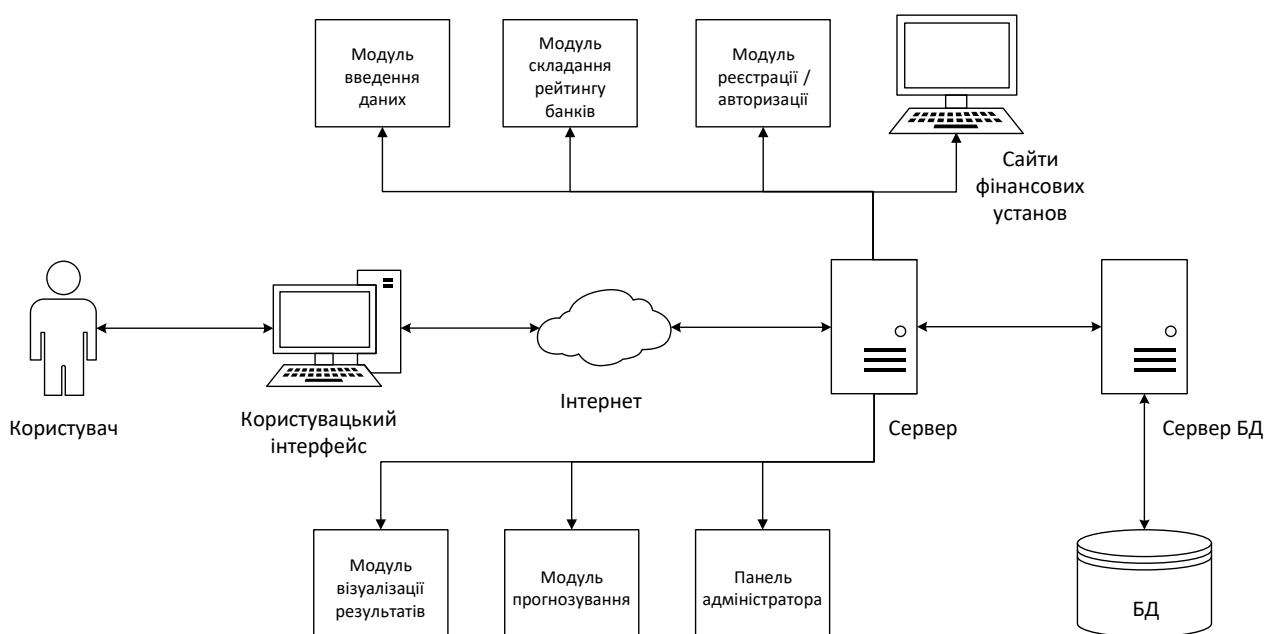 Модуль
введення
даних
Модуль
складання
рейтингу
банків
Модуль
реєстрації /
авторизації
Сайти
фінансових
установ
Користувач
Користувацький
інтерфейс
Інтернет
Сервер
Сервер БД
Модуль
візуалізації
результатів
Модуль
прогнозування
Панель
адміністратора
БД